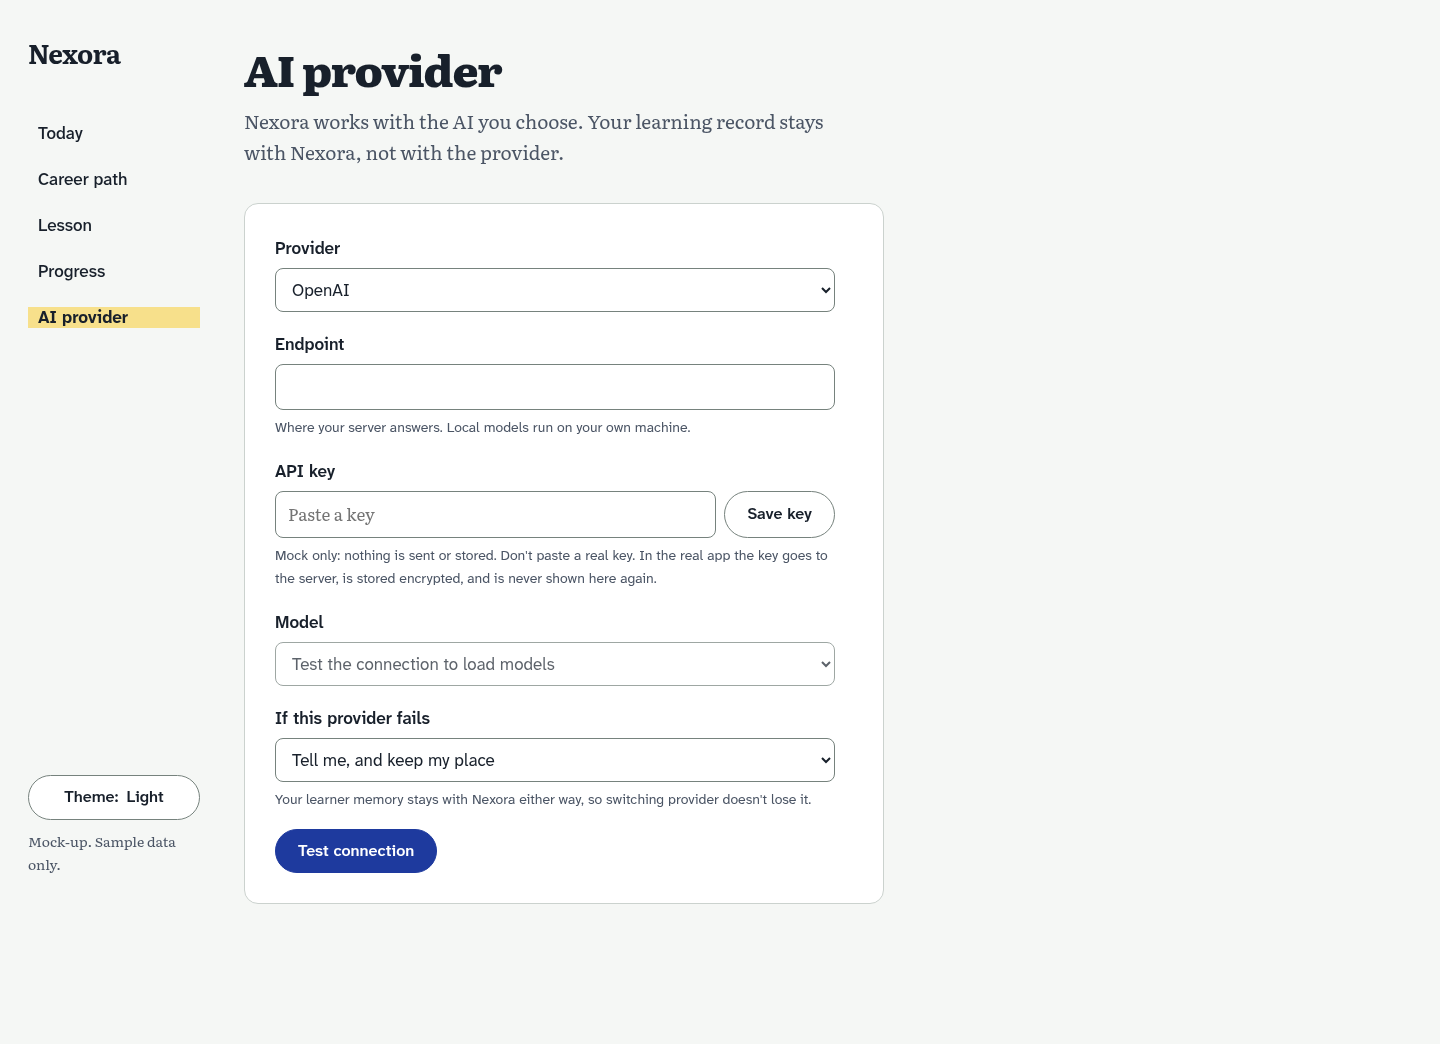 Nexora
Today
Career path
Lesson
Progress
AI provider
Theme: Light
Mock-up. Sample data
only.
AI provider
Nexora works with the AI you choose. Your learning record stays
with Nexora, not with the provider.
Provider
OpenAI
Endpoint
Where your server answers. Local models run on your own machine.
API key
Paste a key
Save key
Mock only: nothing is sent or stored. Don't paste a real key. In the real app the key goes to
the server, is stored encrypted, and is never shown here again.
Model
Test the connection to load models
If this provider fails
Tell me, and keep my place
Your learner memory stays with Nexora either way, so switching provider doesn't lose it.
Test connection